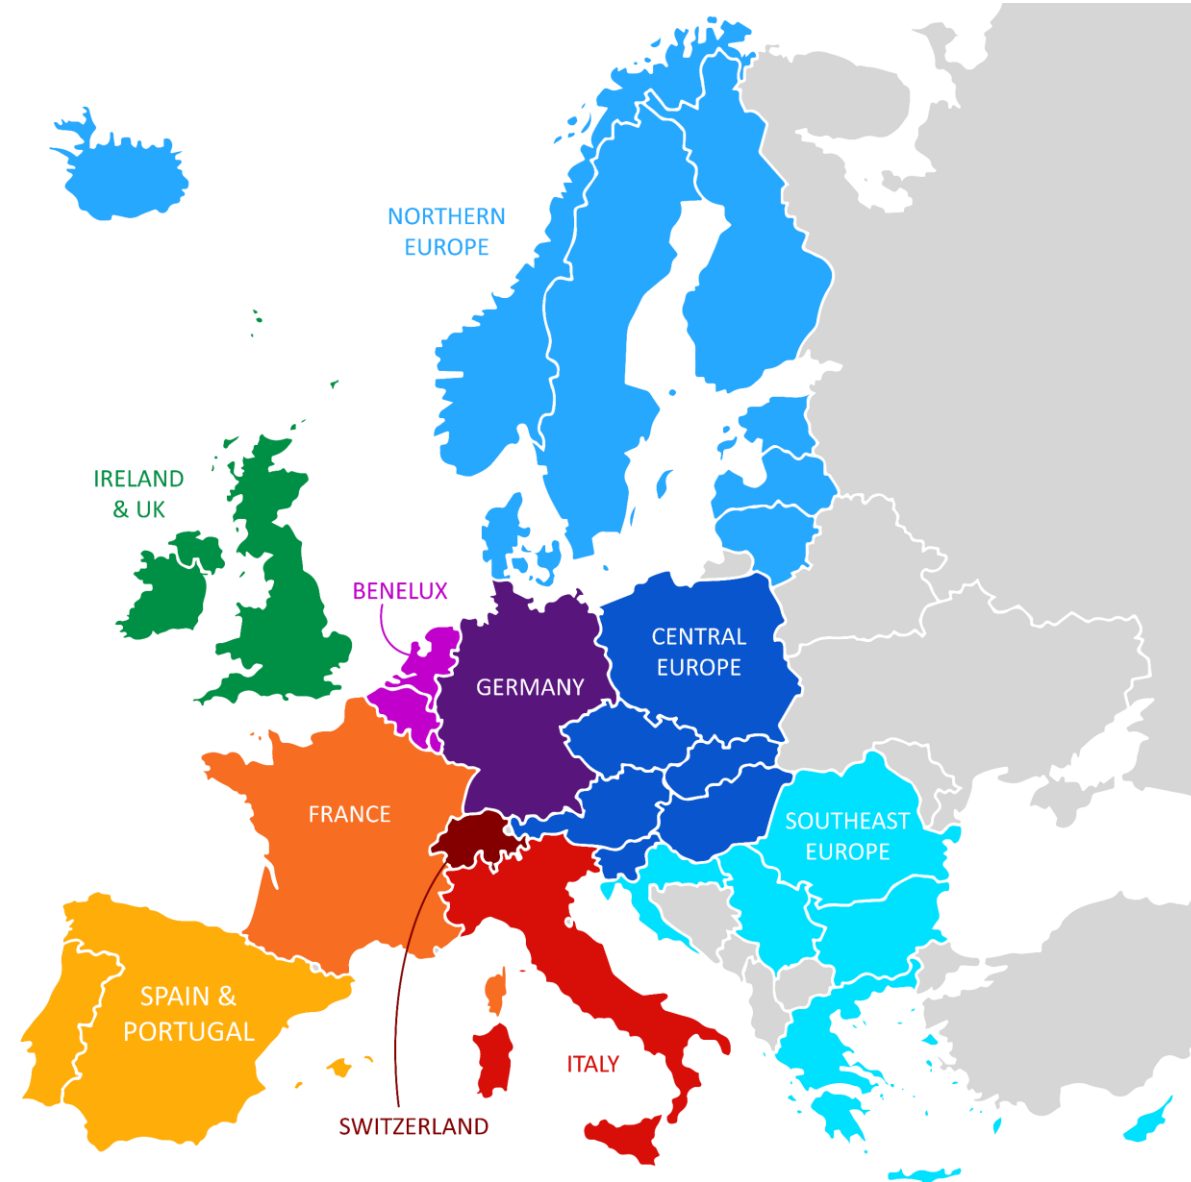 NORTHERN
EUROPE
IRELAND
& UK
BENELUX
CENTRAL
EUROPE
GERMANY
FRANCE
SOUTHEAST
EUROPE
SPAIN &
PORTUGAL
ITALY
SWITZERLAND